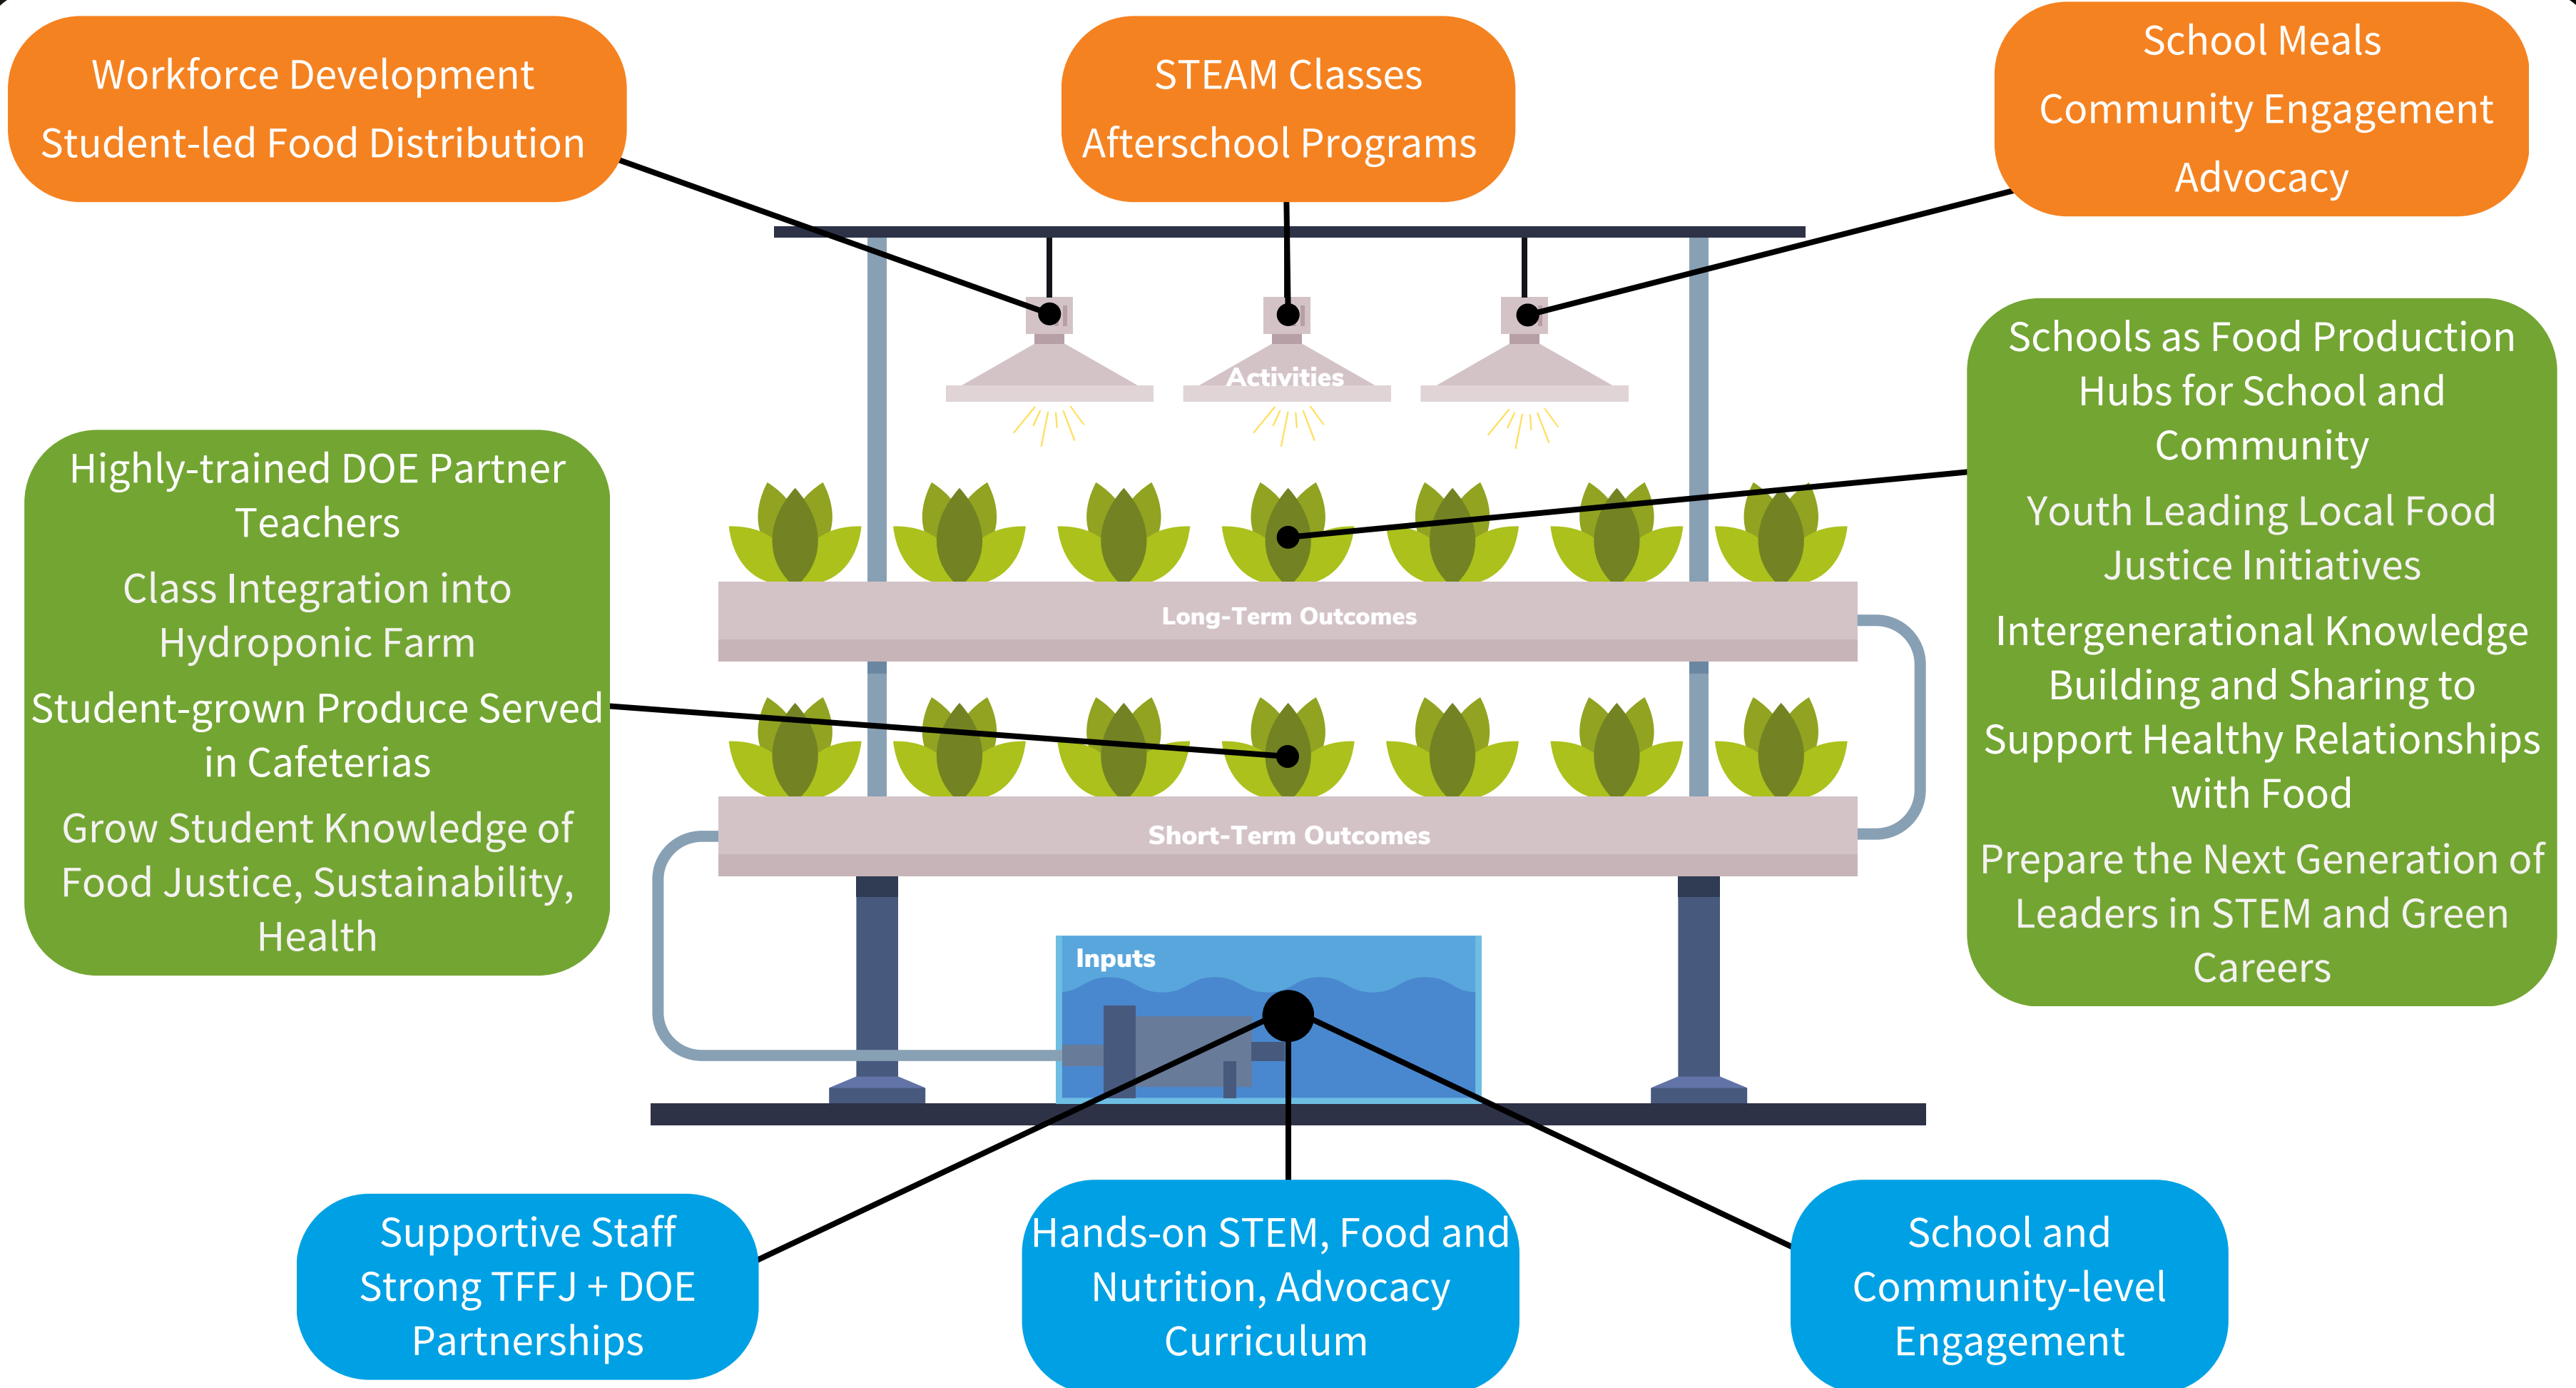 Workforce Development
Student-led Food Distribution
STEAM Classes
Afterschool Programs
School Meals
Community Engagement
Advocacy
Activities
Highly-trained DOE Partner
Teachers
Class Integration into
Hydroponic Farm
Student-grown Produce Served
in Cafeterias
Grow Student Knowledge of
Food Justice, Sustainability,
Health
Long-Term Outcomes
Short-Term Outcomes
Schools as Food Production
Hubs for School and
Community
Youth Leading Local Food
Justice Initiatives
Intergenerational Knowledge
Building and Sharing to
Support Healthy Relationships
with Food
Prepare the Next Generation of
Leaders in STEM and Green
Careers
Inputs
Supportive Staff
Strong TFFJ + DOE
Partnerships
Hands-on STEM, Food and
Nutrition, Advocacy
Curriculum
School and
Community-level
Engagement